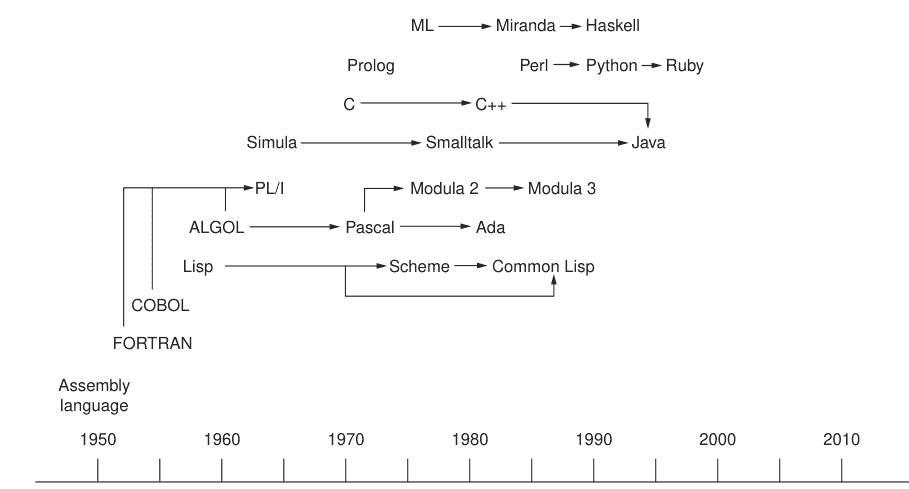 ML Miranda Haskell
Prolog Perl Python Ruby
C C++
Simula Smalltalk Java
PL/I Modula 2 Modula 3
ALGOL Pascal Ada
Lisp Scheme Common Lisp
COBOL
FORTRAN
Assembly
language
1950 1960 1970 1980 1990 2000 2010